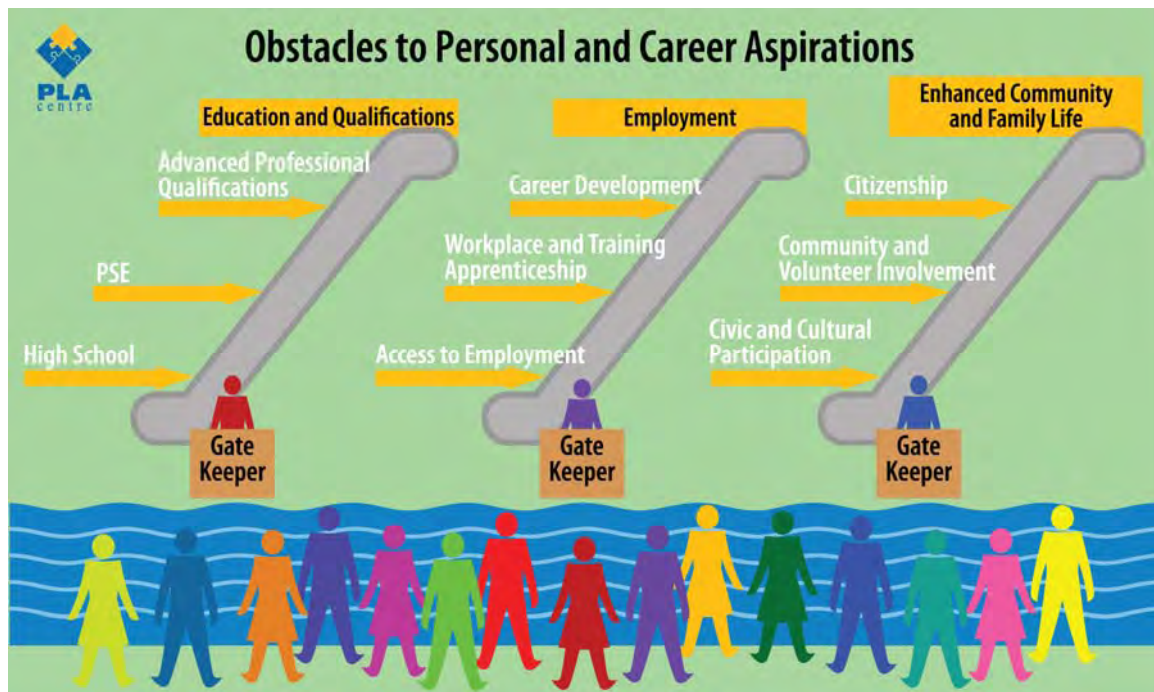 Obstacles to Personal and Career Aspirations
PLA
centre
Education and Qualifications
Advanced Professional
Qualifications
PSE
High School
Gate
Keeper
Employment
Career Development
Workplace and Training
Apprenticeship
Access to Employment
Gate
Keeper
Enhanced Community
and Family Life
Citizenship
Community and
Volunteer Involvement
Civic and Cultural
Participation
Gate
Keeper